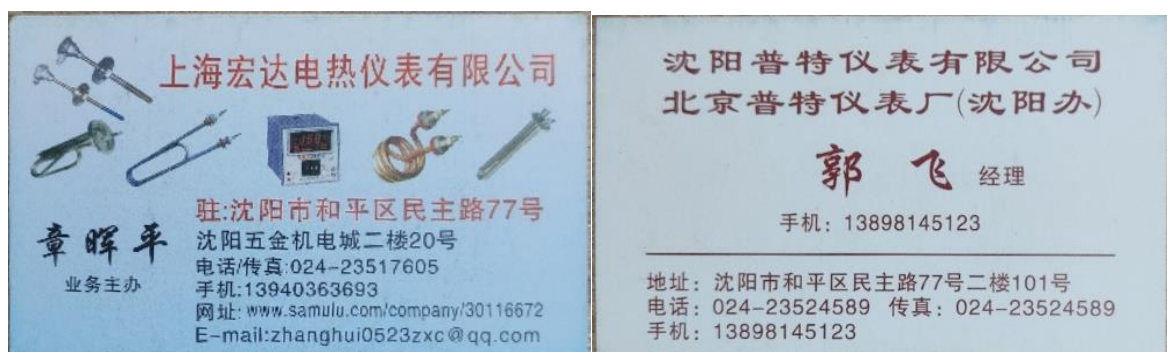 上海宏达电热仪表有限公司
章晖平
业务主办
驻:沈阳市和平区民主路77号
沈阳五金机电城二楼20号
电话/传真:024-23517605
手机:13940363693
网址: www.samulu.com/company/30116672
E-mail:zhanghui0523zxc@qq.com
沈阳普特仪表有限公司
北京普特仪表厂(沈阳办)
郭 飞 经理
手机: 13898145123
地址: 沈阳市和平区民主路77号二楼101号
电话: 024-23524589 传真: 024-23524589
手机: 13898145123